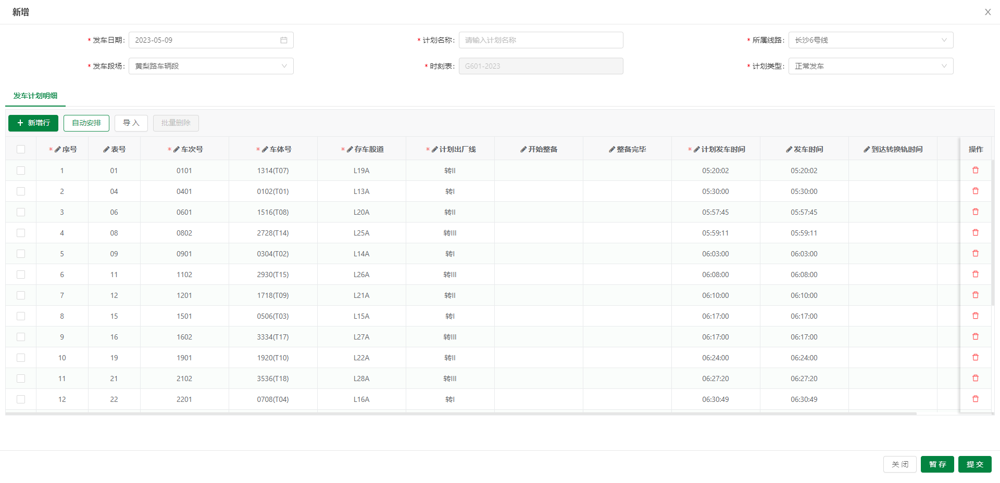 新增
* 发车日期: 2023-05-09 * 计划名称: 请输入计划名称 * 所属线路: 长沙6号线
* 发车段场: 黄梨路车辆段 * 时刻表: G601-2023 * 计划类型: 正常发车
发车计划明细
+ 新增行 自动安排 导 入 批量删除
* 序号 表号 * 车次号 * 车体号 * 存车股道 * 计划出厂线 开始整备 整备完毕 * 计划发车时间 发车时间 到达转换轨时间 操作
1 01 0101 1314(T07) L19A 转II 05:20:02 05:20:02
2 04 0401 0102(T01) L13A 转I 05:30:00 05:30:00
3 06 0601 1516(T08) L20A 转II 05:57:45 05:57:45
4 08 0802 2728(T14) L25A 转III 05:59:11 05:59:11
5 09 0901 0304(T02) L14A 转I 06:03:00 06:03:00
6 11 1102 2930(T15) L26A 转III 06:08:00 06:08:00
7 12 1201 1718(T09) L21A 转II 06:10:00 06:10:00
8 15 1501 0506(T03) L15A 转I 06:17:00 06:17:00
9 16 1602 3334(T17) L27A 转III 06:17:00 06:17:00
10 19 1901 1920(T10) L22A 转II 06:24:00 06:24:00
11 21 2102 3536(T18) L28A 转III 06:27:20 06:27:20
12 22 2201 0708(T04) L16A 转I 06:30:49 06:30:49
关 闭 暂 存 提 交